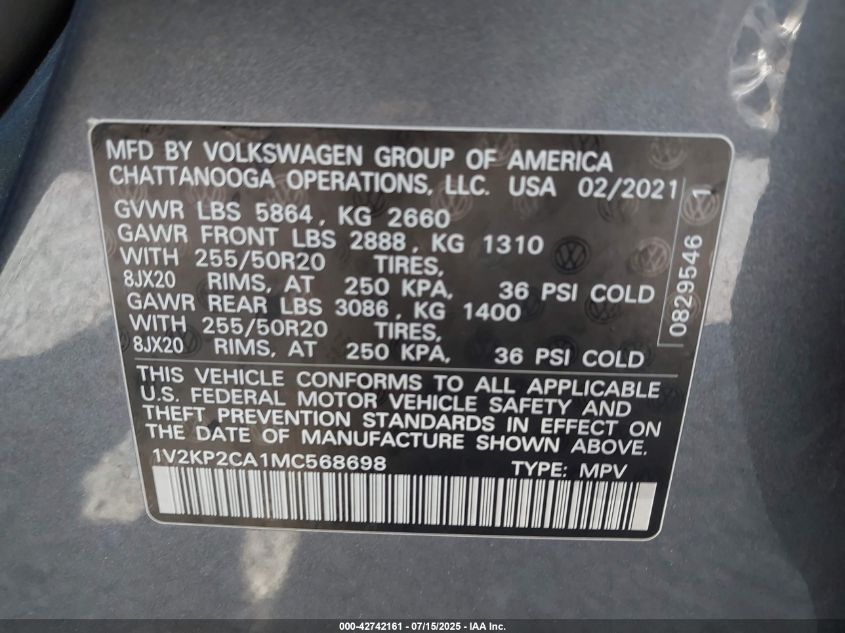 MFD BY VOLKSWAGEN GROUP OF AMERICA
CHATTANOOGA OPERATIONS, LLC. USA 02/2021
GVWR LBS 5864, KG 2660
GAWR FRONT LBS 2888, KG 1310
WITH 255/50R20 TIRES,
8JX20 RIMS, AT 250 KPA, 36 PSI COLD
GAWR REAR LBS 3086, KG 1400
WITH 255/50R20 TIRES,
8JX20 RIMS, AT 250 KPA, 36 PSI COLD
0829546 1
THIS VEHICLE CONFORMS TO ALL APPLICABLE
U.S. FEDERAL MOTOR VEHICLE SAFETY AND
THEFT PREVENTION STANDARDS IN EFFECT ON
THE DATE OF MANUFACTURE SHOWN ABOVE.
1V2KP2CA1MC568698 TYPE: MPV
000-42742161 - 07/15/2025 - IAA Inc.